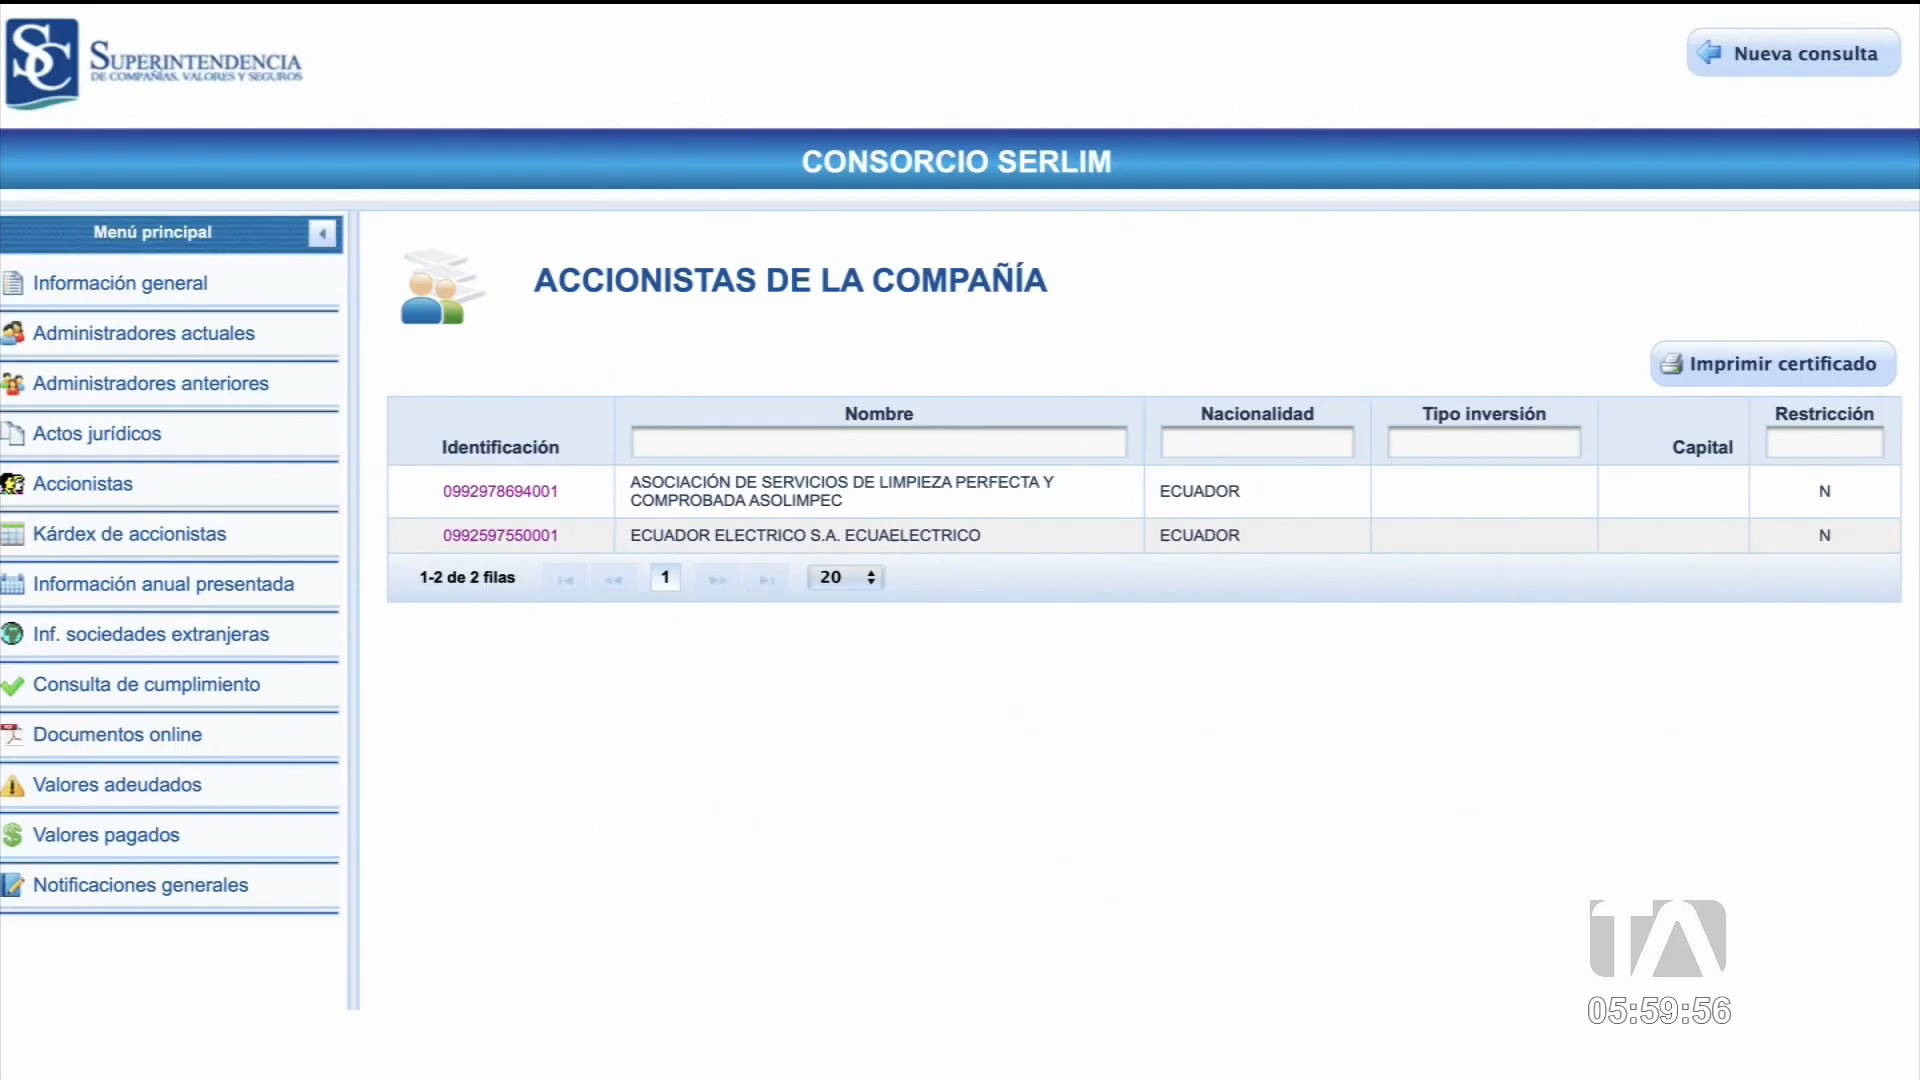 SC
SUPERINTENDENCIA
DE COMPAÑÍAS, VALORES Y SEGUROS
Nueva consulta
CONSORCIO SERLIM
Menú principal
Información general
Administradores actuales
Administradores anteriores
Actos jurídicos
Accionistas
Kárdex de accionistas
Información anual presentada
Inf. sociedades extranjeras
Consulta de cumplimiento
Documentos online
Valores adeudados
Valores pagados
Notificaciones generales
ACCIONISTAS DE LA COMPAÑÍA
Imprimir certificado
Identificación Nombre Nacionalidad Tipo inversión Capital Restricción
0992978694001 ASOCIACIÓN DE SERVICIOS DE LIMPIEZA PERFECTA Y ECUADOR N
COMPROBADA ASOLIMPEC
0992597550001 ECUADOR ELECTRICO S.A. ECUAELECTRICO ECUADOR N
1-2 de 2 filas 1 20
TA
05:59:56